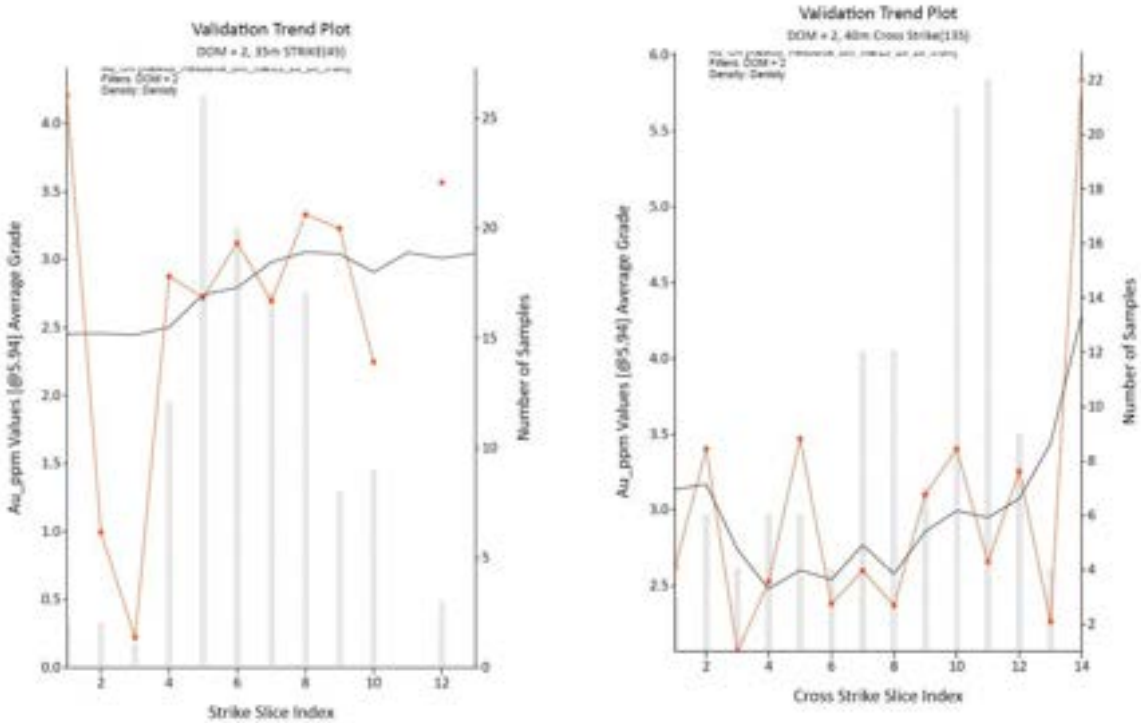 Validation Trend Plot
DOM = 2, 35m STRIKE(45)
Filters: DOM = 2
Density: Density
4.0
3.5
3.0
2.5
2.0
1.5
1.0
0.5
0.0
Au_ppm Values [@5.94] Average Grade
25
20
15
10
5
0
Number of Samples
2 4 6 8 10 12
Strike Slice Index
Validation Trend Plot
DOM = 2, 40m Cross Strike(135)
Filters: DOM = 2
Density: Density
6.0
5.5
5.0
4.5
4.0
3.5
3.0
2.5
Au_ppm Values [@5.94] Average Grade
22
20
18
16
14
12
10
8
6
4
2
Number of Samples
2 4 6 8 10 12 14
Cross Strike Slice Index